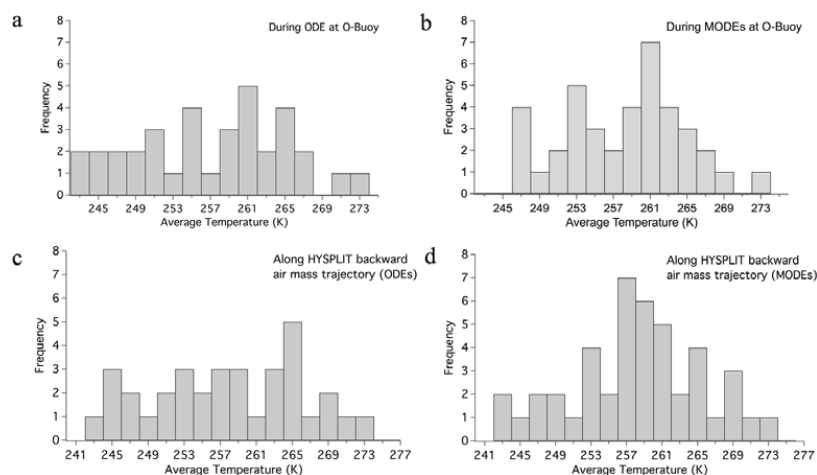 a
During ODE at O-Buoy
8
7
6
5
4
3
2
1
0
Frequency
245 249 253 257 261 265 269 273
Average Temperature (K)
b
During MODEs at O-Buoy
8
7
6
5
4
3
2
1
0
Frequency
245 249 253 257 261 265 269 273
Average Temperature (K)
c
Along HYSPLIT backward
air mass trajectory (ODEs)
8
7
6
5
4
3
2
1
0
Frequency
241 245 249 253 257 261 265 269 273 277
Average Temperature (K)
d
Along HYSPLIT backward
air mass trajectory (MODEs)
8
7
6
5
4
3
2
1
0
Frequency
241 245 249 253 257 261 265 269 273 277
Average Temperature (K)